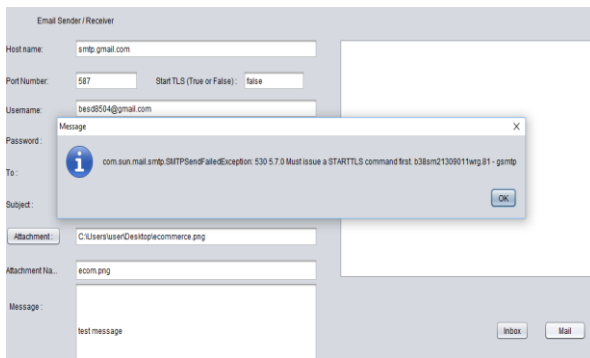 Email Sender / Receiver
Host name:
smtp.gmail.com
Port Number:
587
Start TLS (True or False) :
false
Username:
besd8504@gmail.com
Message
X
Password :
com.sun.mail.smtp.SMTPSendFailedException: 530 5.7.0 Must issue a STARTTLS command first. b38sm21309011wrg.81 - gsmtp
To :
OK
Subject :
Attachment :
C:\Users\user\Desktop\ecommerce.png
Attachment Na...
ecom.png
Message :
test message
Inbox
Mail